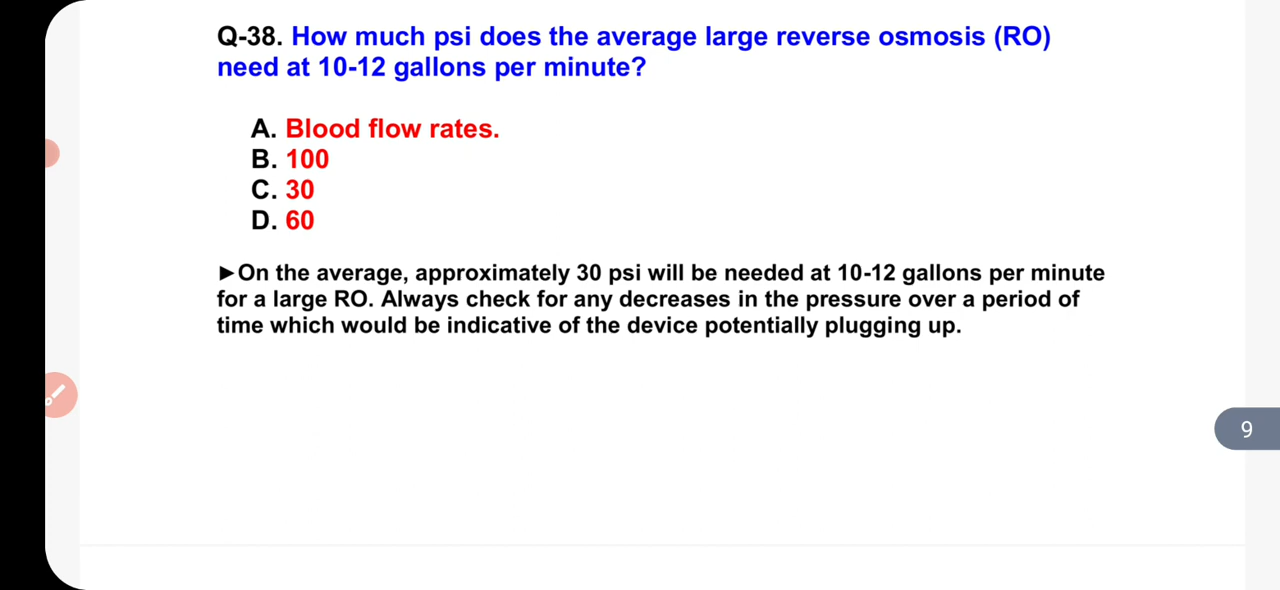 Q-38. How much psi does the average large reverse osmosis (RO)
need at 10-12 gallons per minute?
A. Blood flow rates.
B. 100
C. 30
D. 60
►On the average, approximately 30 psi will be needed at 10-12 gallons per minute
for a large RO. Always check for any decreases in the pressure over a period of
time which would be indicative of the device potentially plugging up.
9